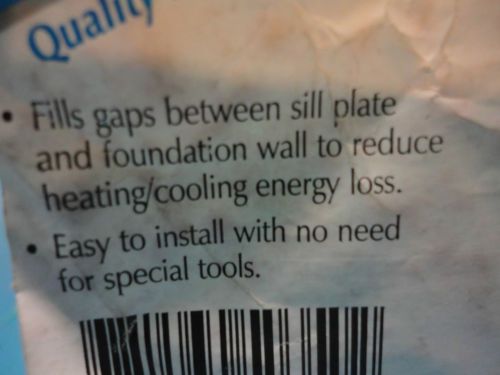 Quality
• Fills gaps between sill plate
and foundation wall to reduce
heating/cooling energy loss.
• Easy to install with no need
for special tools.